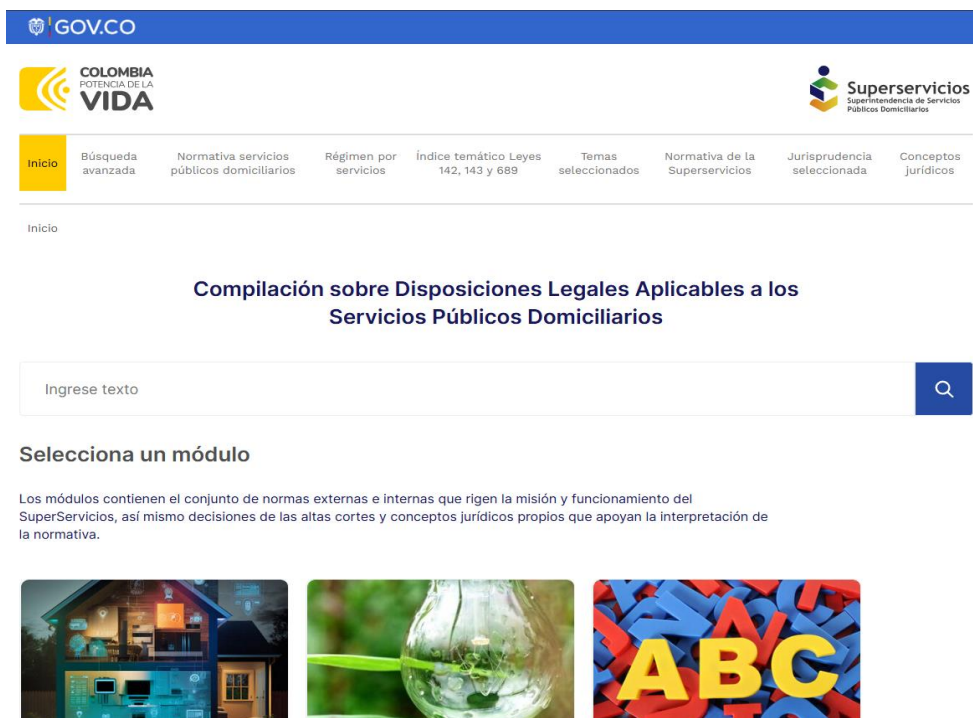 GOV.CO
COLOMBIA
POTENCIA DE LA
VIDA
Superservicios
Superintendencia de Servicios
Públicos Domiciliarios
Inicio
Búsqueda
avanzada
Normativa servicios
públicos domiciliarios
Régimen por
servicios
Índice temático Leyes
142, 143 y 689
Temas
seleccionados
Normativa de la
Superservicios
Jurisprudencia
seleccionada
Conceptos
jurídicos
Inicio
Compilación sobre Disposiciones Legales Aplicables a los
Servicios Públicos Domiciliarios
Ingrese texto
Selecciona un módulo
Los módulos contienen el conjunto de normas externas e internas que rigen la misión y funcionamiento del
SuperServicios, así mismo decisiones de las altas cortes y conceptos jurídicos propios que apoyan la interpretación de
la normativa.
ABC